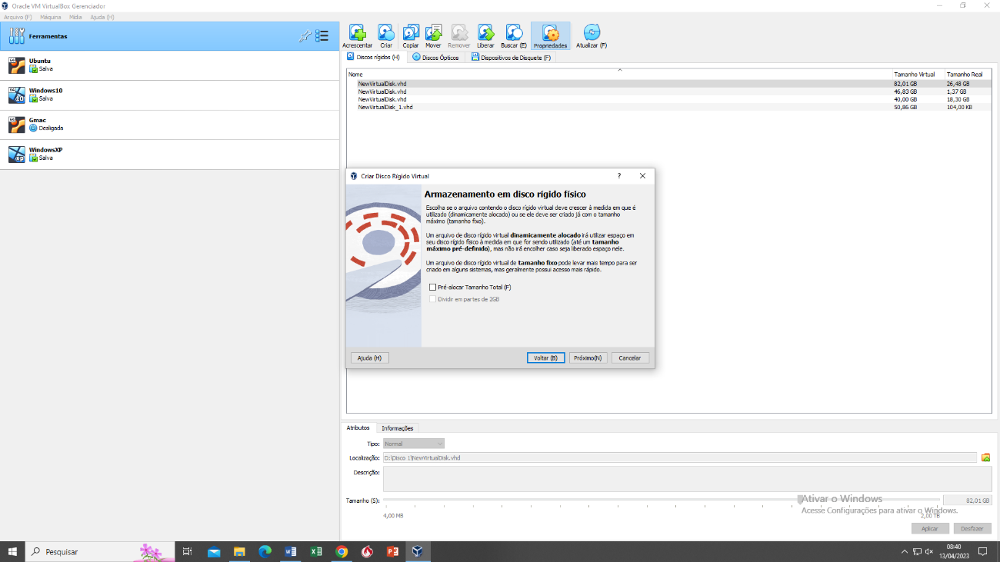 Oracle VM VirtualBox Gerenciador
Arquivo (F) Máquina Mídia Ajuda (H)
Ferramentas
Ubuntu
Salva
Windows10
Salva
Gmac
Desligada
WindowsXP
Salva
Acrescentar Criar Copiar Mover Remover Liberar Buscar (E) Propriedades Atualizar (F)
Discos rígidos (H) Discos Ópticos Dispositivos de Disquete (F)
Nome Tamanho Virtual Tamanho Real
NewVirtualDisk.vhd 82,01 GB 26,48 GB
NewVirtualDisk.vhd 46,83 GB 1,37 GB
NewVirtualDisk.vhd 40,00 GB 18,30 GB
NewVirtualDisk_1.vhd 50,86 GB 104,00 KB
Criar Disco Rígido Virtual
Armazenamento em disco rígido físico
Escolha se o arquivo contendo o disco rígido virtual deve crescer à medida em que é
utilizado (dinamicamente alocado) ou se ele deve ser criado já com o tamanho
máximo (tamanho fixo).
Um arquivo de disco rígido virtual dinamicamente alocado irá utilizar espaço em
seu disco rígido físico à medida em que for sendo utilizado (até um tamanho
máximo pré-definido), mas não irá encolher caso seja liberado espaço nele.
Um arquivo de disco rígido virtual de tamanho fixo pode levar mais tempo para ser
criado em alguns sistemas, mas geralmente possui acesso mais rápido.
Pré-alocar Tamanho Total (F)
Dividir em partes de 2GB
Ajuda (H) Voltar (B) Próximo(N) Cancelar
Atributos Informações
Tipo: Normal
Localização: D:\Disco 1\NewVirtualDisk.vhd
Descrição:
Tamanho (S): 82,01 GB
4,00 MB 2,00 TB
Ativar o Windows
Acesse Configurações para ativar o Windows.
Aplicar Desfazer
Pesquisar
08:40
13/04/2023